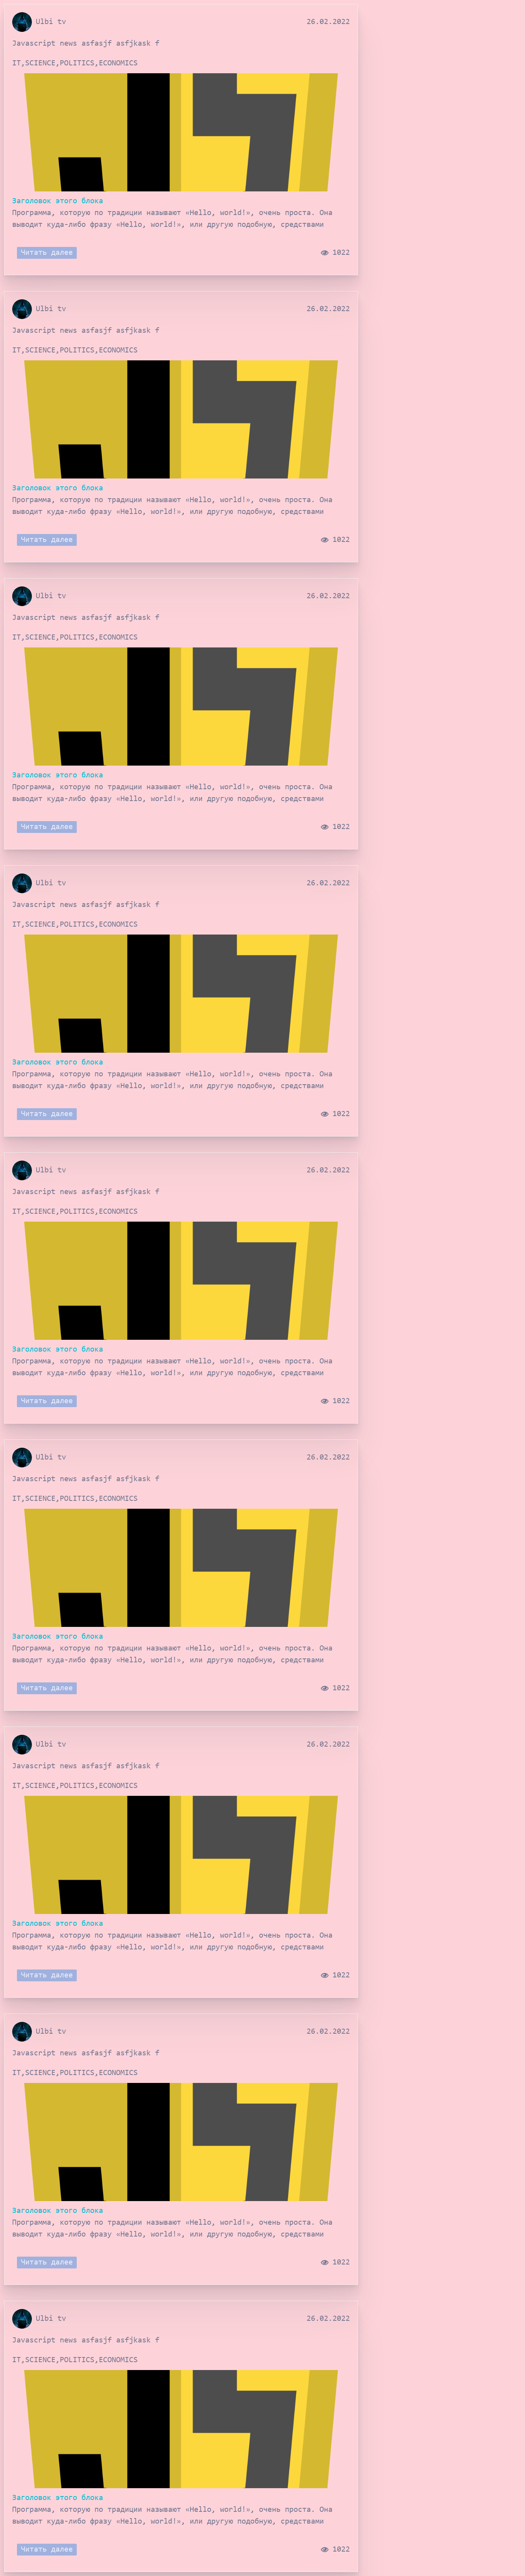 Ulbi tv 26.02.2022
Javascript news asfasjf asfjkask f
IT,SCIENCE,POLITICS,ECONOMICS
Заголовок этого блока
Программа, которую по традиции называют «Hello, world!», очень проста. Она
выводит куда-либо фразу «Hello, world!», или другую подобную, средствами
Читать далее 1022
Ulbi tv 26.02.2022
Javascript news asfasjf asfjkask f
IT,SCIENCE,POLITICS,ECONOMICS
Заголовок этого блока
Программа, которую по традиции называют «Hello, world!», очень проста. Она
выводит куда-либо фразу «Hello, world!», или другую подобную, средствами
Читать далее 1022
Ulbi tv 26.02.2022
Javascript news asfasjf asfjkask f
IT,SCIENCE,POLITICS,ECONOMICS
Заголовок этого блока
Программа, которую по традиции называют «Hello, world!», очень проста. Она
выводит куда-либо фразу «Hello, world!», или другую подобную, средствами
Читать далее 1022
Ulbi tv 26.02.2022
Javascript news asfasjf asfjkask f
IT,SCIENCE,POLITICS,ECONOMICS
Заголовок этого блока
Программа, которую по традиции называют «Hello, world!», очень проста. Она
выводит куда-либо фразу «Hello, world!», или другую подобную, средствами
Читать далее 1022
Ulbi tv 26.02.2022
Javascript news asfasjf asfjkask f
IT,SCIENCE,POLITICS,ECONOMICS
Заголовок этого блока
Программа, которую по традиции называют «Hello, world!», очень проста. Она
выводит куда-либо фразу «Hello, world!», или другую подобную, средствами
Читать далее 1022
Ulbi tv 26.02.2022
Javascript news asfasjf asfjkask f
IT,SCIENCE,POLITICS,ECONOMICS
Заголовок этого блока
Программа, которую по традиции называют «Hello, world!», очень проста. Она
выводит куда-либо фразу «Hello, world!», или другую подобную, средствами
Читать далее 1022
Ulbi tv 26.02.2022
Javascript news asfasjf asfjkask f
IT,SCIENCE,POLITICS,ECONOMICS
Заголовок этого блока
Программа, которую по традиции называют «Hello, world!», очень проста. Она
выводит куда-либо фразу «Hello, world!», или другую подобную, средствами
Читать далее 1022
Ulbi tv 26.02.2022
Javascript news asfasjf asfjkask f
IT,SCIENCE,POLITICS,ECONOMICS
Заголовок этого блока
Программа, которую по традиции называют «Hello, world!», очень проста. Она
выводит куда-либо фразу «Hello, world!», или другую подобную, средствами
Читать далее 1022
Ulbi tv 26.02.2022
Javascript news asfasjf asfjkask f
IT,SCIENCE,POLITICS,ECONOMICS
Заголовок этого блока
Программа, которую по традиции называют «Hello, world!», очень проста. Она
выводит куда-либо фразу «Hello, world!», или другую подобную, средствами
Читать далее 1022